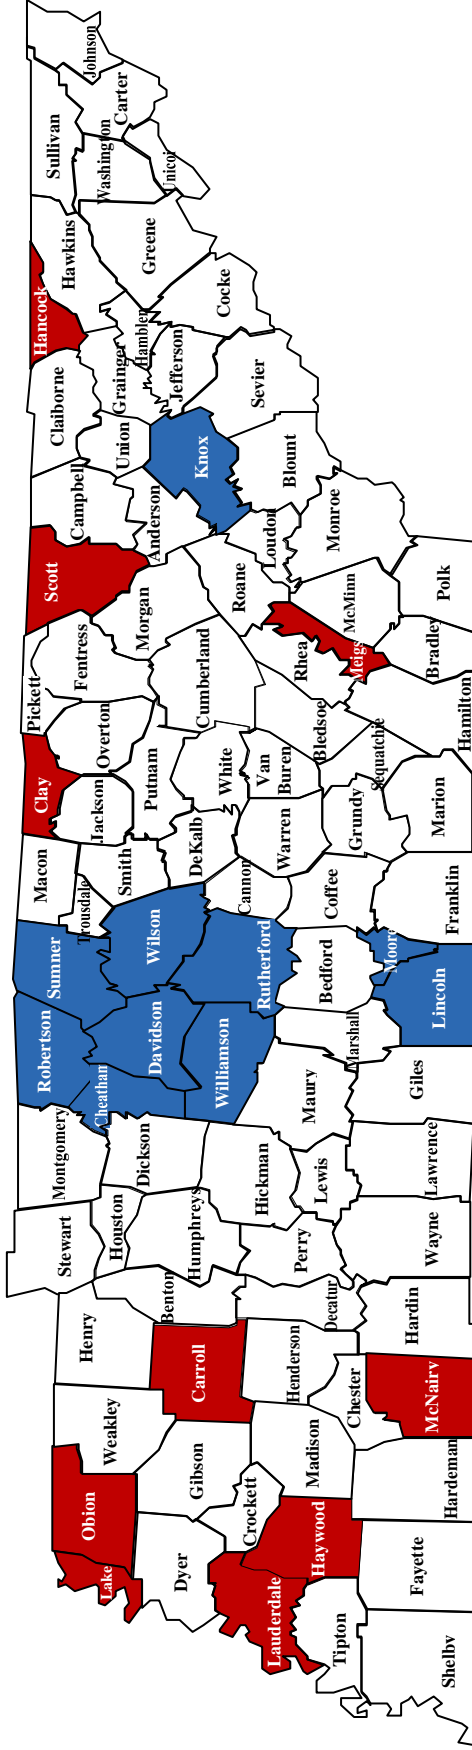 Johnson
Carter
Sullivan
Washington
Unicoi
Hawkins
Greene
Hancock
Cocke
Hamblen
Jefferson
Grainger
Claiborne
Sevier
Union
Knox
Blount
Campbell
Anderson
Loudon
Monroe
Scott
Morgan
Roane
McMinn
Polk
Fentress
Cumberland
Rhea
Meigs
Bradley
Pickett
Overton
Bledsoe
Hamilton
Clay
Jackson
Putnam
White
Van
Buren
Sequatchie
Macon
Smith
DeKalb
Warren
Grundy
Marion
Trousdale
Cannon
Coffee
Franklin
Sumner
Wilson
Rutherford
Bedford
Moore
Lincoln
Robertson
Cheatham
Davidson
Williamson
Marshall
Maury
Giles
Montgomery
Dickson
Hickman
Lewis
Lawrence
Stewart
Houston
Humphreys
Perry
Wayne
Henry
Benton
Decatur
Hardin
Carroll
Henderson
Chester
McNairy
Weakley
Gibson
Madison
Hardeman
Obion
Crockett
Haywood
Lake
Dyer
Lauderdale
Tipton
Fayette
Shelby